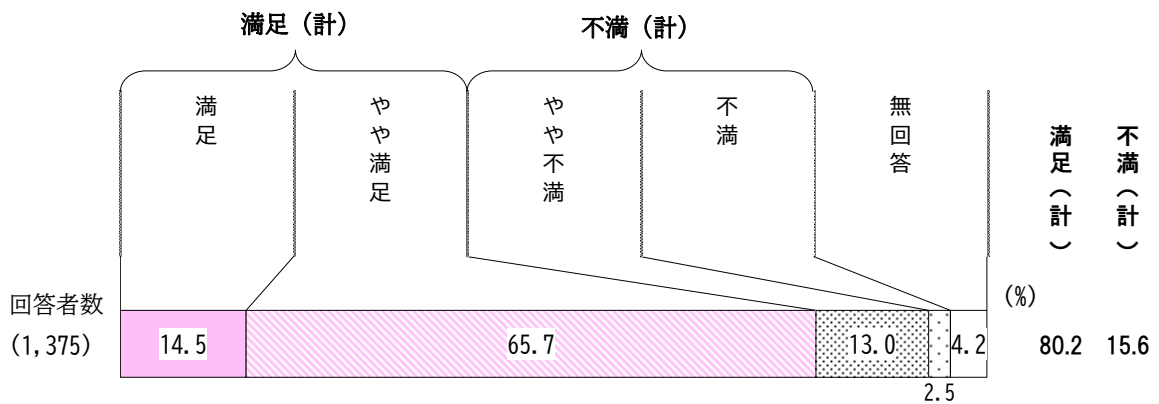 満足（計）
不満（計）
満足
やや満足
やや不満
不満
無回答
満足（計）
不満（計）
回答者数
(%)
(1,375)
14.5
65.7
13.0
4.2
80.2
15.6
2.5